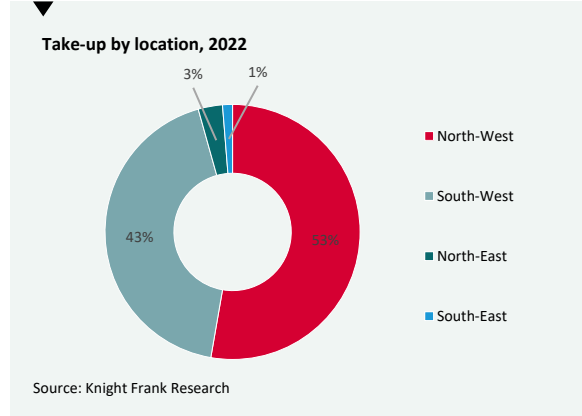 Take-up by location, 2022
3%
1%
North-West
South-West
43%
53%
North-East
South-East
Source: Knight Frank Research